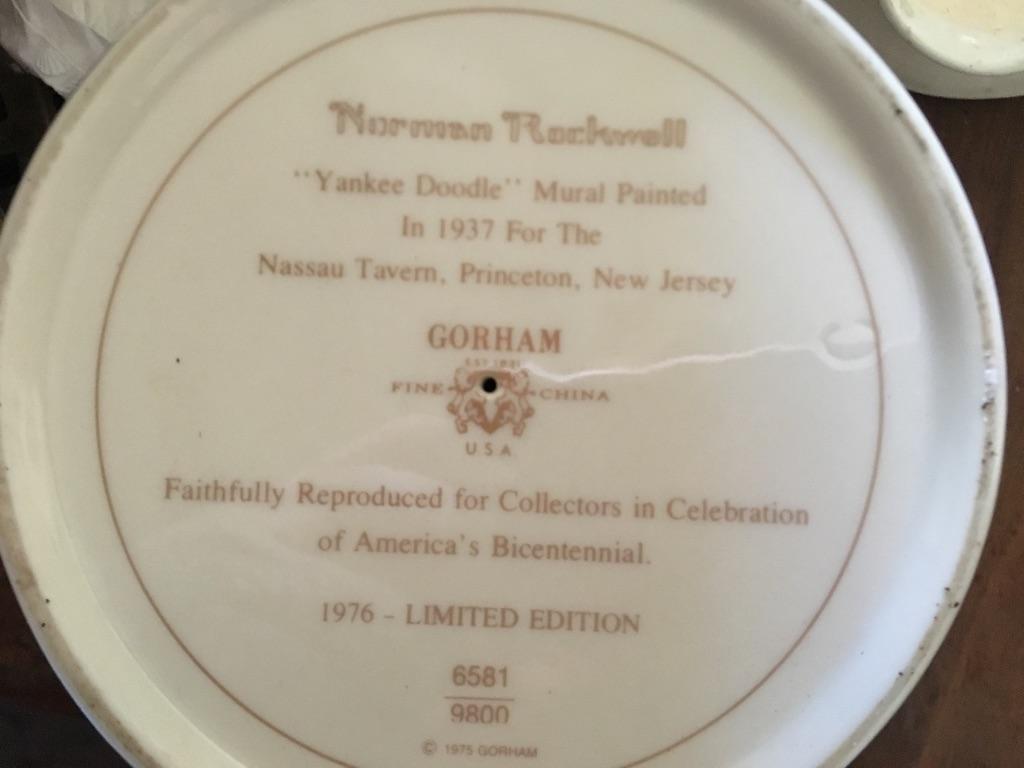 Norman Rockwell
"Yankee Doodle" Mural Painted
In 1937 For The
Nassau Tavern, Princeton, New Jersey
GORHAM
FINE CHINA
USA
Faithfully Reproduced for Collectors in Celebration
of America's Bicentennial.
1976 - LIMITED EDITION
6581
9800
© 1975 GORHAM